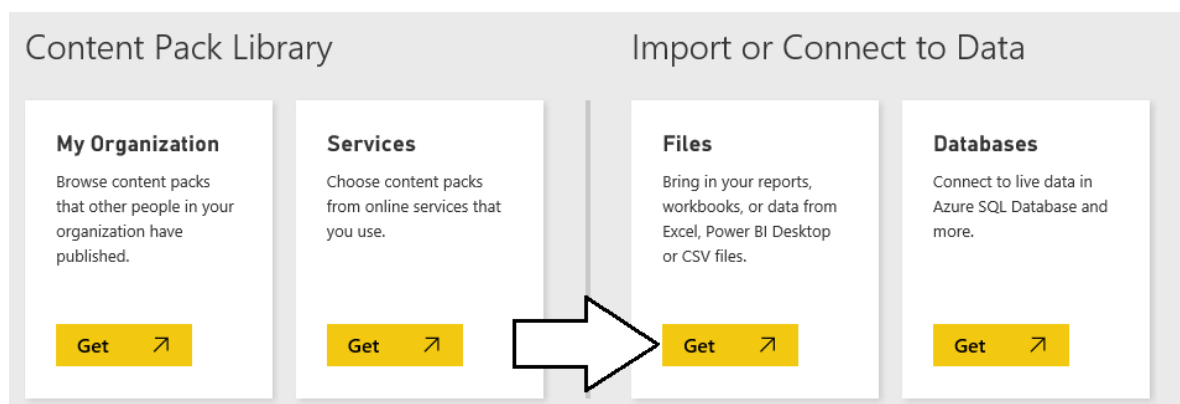 Content Pack Library
Import or Connect to Data
My Organization
Browse content packs
that other people in your
organization have
published.
Get
Services
Choose content packs
from online services that
you use.
Get
Files
Bring in your reports,
workbooks, or data from
Excel, Power BI Desktop
or CSV files.
Get
Databases
Connect to live data in
Azure SQL Database and
more.
Get